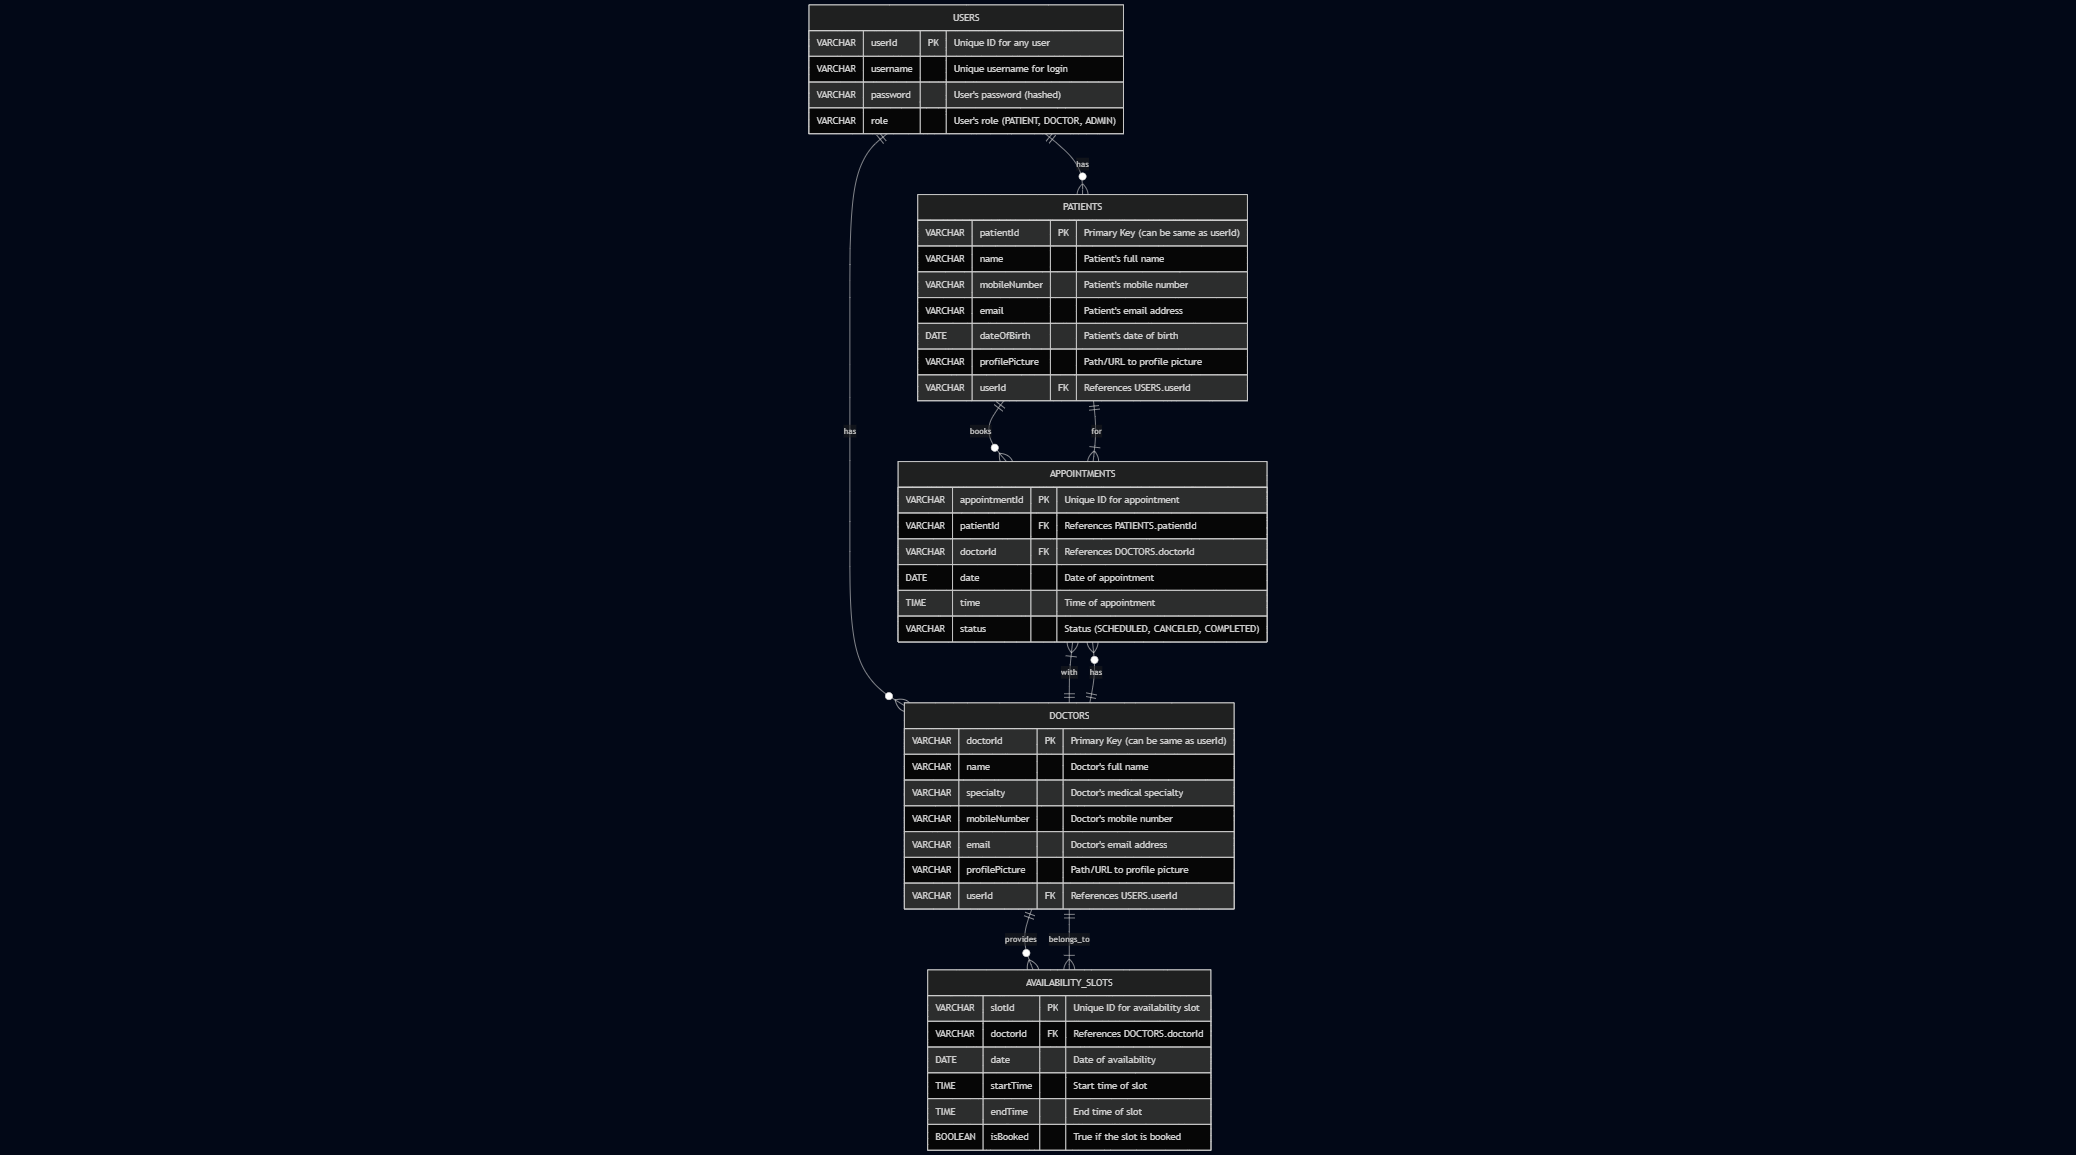 USERS
VARCHAR userId PK Unique ID for any user
VARCHAR username Unique username for login
VARCHAR password User's password (hashed)
VARCHAR role User's role (PATIENT, DOCTOR, ADMIN)
has
PATIENTS
VARCHAR patientId PK Primary Key (can be same as userId)
VARCHAR name Patient's full name
VARCHAR mobileNumber Patient's mobile number
VARCHAR email Patient's email address
DATE dateOfBirth Patient's date of birth
VARCHAR profilePicture Path/URL to profile picture
VARCHAR userId FK References USERS.userId
has books for
APPOINTMENTS
VARCHAR appointmentId PK Unique ID for appointment
VARCHAR patientId FK References PATIENTS.patientId
VARCHAR doctorId FK References DOCTORS.doctorId
DATE date Date of appointment
TIME time Time of appointment
VARCHAR status Status (SCHEDULED, CANCELED, COMPLETED)
with has
DOCTORS
VARCHAR doctorId PK Primary Key (can be same as userId)
VARCHAR name Doctor's full name
VARCHAR specialty Doctor's medical specialty
VARCHAR mobileNumber Doctor's mobile number
VARCHAR email Doctor's email address
VARCHAR profilePicture Path/URL to profile picture
VARCHAR userId FK References USERS.userId
provides belongs_to
AVAILABILITY_SLOTS
VARCHAR slotId PK Unique ID for availability slot
VARCHAR doctorId FK References DOCTORS.doctorId
DATE date Date of availability
TIME startTime Start time of slot
TIME endTime End time of slot
BOOLEAN isBooked True if the slot is booked